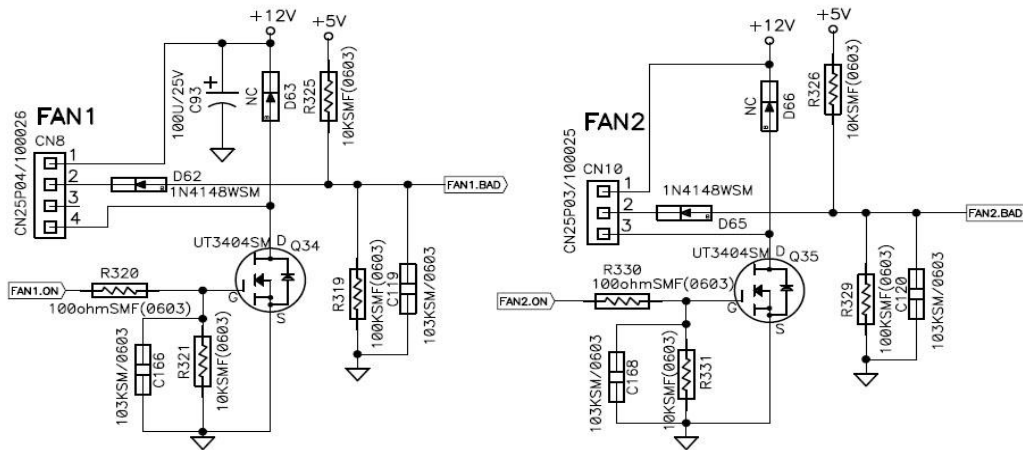 +12V
+5V
100U/25V
C93
NC
D63
R325
10KSMF(0603)
FAN1
CN8
CN25P04/100026
1
2
3
4
D62
1N4148WSM
FAN1.BAD
UT3404SM
D
Q34
G
S
FAN1.ON
R320
100ohmSMF(0603)
R319
100KSMF(0603)
C119
103KSM/0603
103KSM/0603
C166
R321
10KSMF(0603)
+12V
+5V
NC
D66
R326
10KSMF(0603)
FAN2
CN10
CN25P03/100025
1
2
3
1N4148WSM
D65
FAN2.BAD
UT3404SM
D
Q35
G
S
FAN2.ON
R330
100ohmSMF(0603)
R329
100KSMF(0603)
C120
103KSM/0603
103KSM/0603
C168
R331
10KSMF(0603)